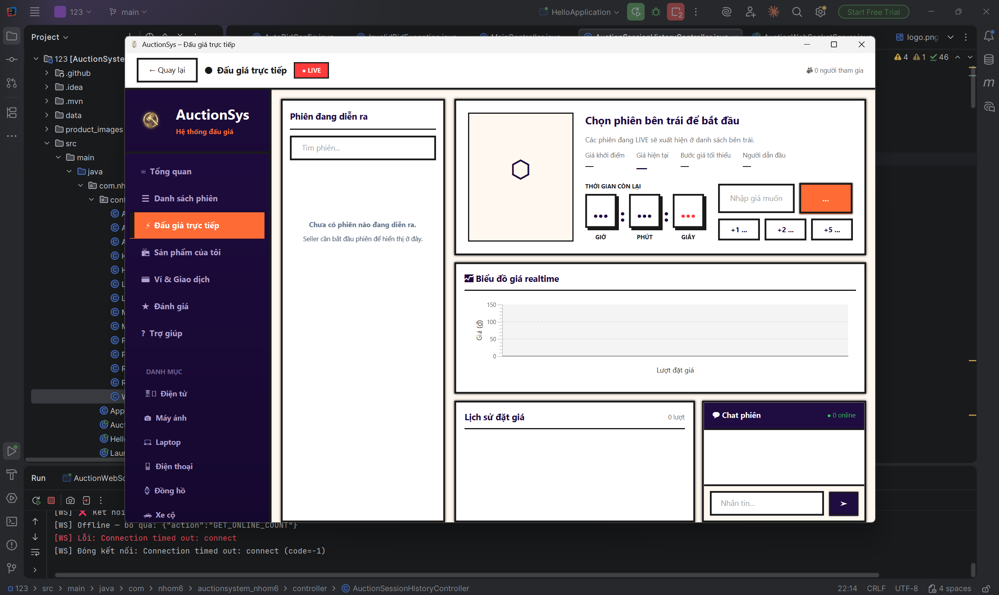 123
main
HelloApplication
2
Start Free Trial
Project
logo.png
AuctionSys – Đấu giá trực tiếp
4
1
46
← Quay lại
Đấu giá trực tiếp
● LIVE
0 người tham gia
123 [AuctionSyste
.github
.idea
.mvn
data
product_images
src
main
java
com.nh
cont
App
Auct
Hell
Laur
AuctionSys
Hệ thống đấu giá
Tổng quan
Danh sách phiên
Đấu giá trực tiếp
Sản phẩm của tôi
Ví & Giao dịch
★ Đánh giá
? Trợ giúp
DANH MỤC
Điện tử
Máy ảnh
Laptop
Điện thoại
Đồng hồ
Xe cộ
Phiên đang diễn ra
Tìm phiên...
Chưa có phiên nào đang diễn ra.
Seller cần bắt đầu phiên để hiển thị ở đây.
Chọn phiên bên trái để bắt đầu
Các phiên đang LIVE sẽ xuất hiện ở danh sách bên trái.
Giá khởi điểm Giá hiện tại Bước giá tối thiểu Người dẫn đầu
— — — —
THỜI GIAN CÒN LẠI
••• : ••• : •••
GIỜ PHÚT GIÂY
Nhập giá muốn
...
+1 ... +2 ... +5 ...
Biểu đồ giá realtime
150
100
50
0
Giá (đ)
Lượt đặt giá
Lịch sử đặt giá
0 lượt
Chat phiên
● 0 online
Nhắn tin...
Run
AuctionWebSo
[WS] ❌ Kết nối
[WS] Offline — bỏ qua: {"action":"GET_ONLINE_COUNT"}
[WS] Lỗi: Connection timed out: connect
[WS] Đóng kết nối: Connection timed out: connect (code=-1)
123 > src > main > java > com > nhom6 > auctionsystem_nhom6 > controller > AuctionSessionHistoryController
22:14 CRLF UTF-8 4 spaces